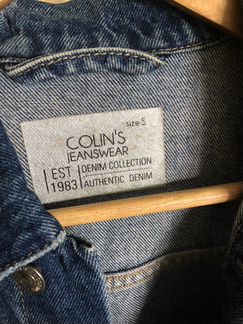 size: S
COLIN'S
JEANSWEAR
EST 1983
DENIM COLLECTION
AUTHENTIC DENIM